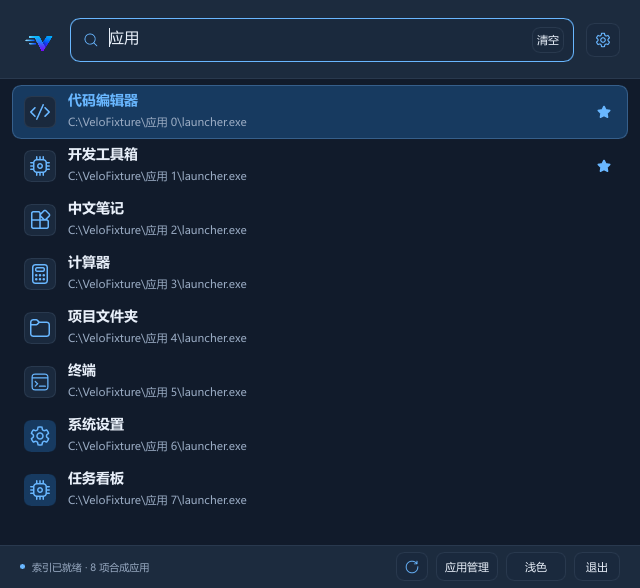 应用
清空
代码编辑器
C:\VeloFixture\应用 0\launcher.exe
开发工具箱
C:\VeloFixture\应用 1\launcher.exe
中文笔记
C:\VeloFixture\应用 2\launcher.exe
计算器
C:\VeloFixture\应用 3\launcher.exe
项目文件夹
C:\VeloFixture\应用 4\launcher.exe
终端
C:\VeloFixture\应用 5\launcher.exe
系统设置
C:\VeloFixture\应用 6\launcher.exe
任务看板
C:\VeloFixture\应用 7\launcher.exe
索引已就绪 · 8 项合成应用
应用管理
浅色
退出